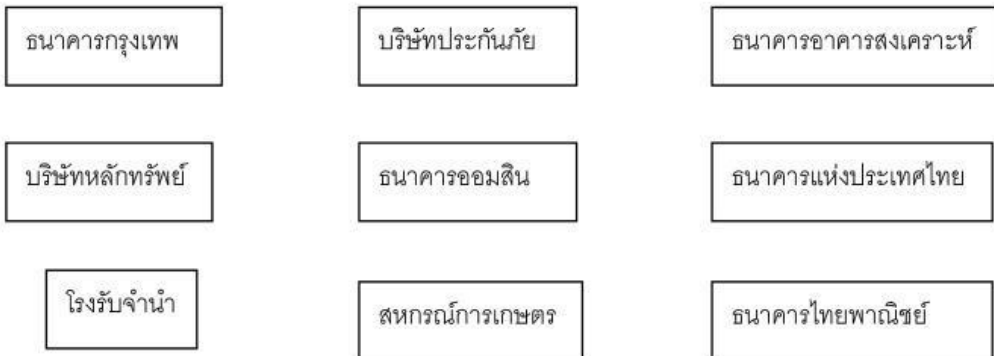 ธนาคารกรุงเทพ
บริษัทประกันภัย
ธนาคารอาคารสงเคราะห์
บริษัทหลักทรัพย์
ธนาคารออมสิน
ธนาคารแห่งประเทศไทย
โรงรับจำนำ
สหกรณ์การเกษตร
ธนาคารไทยพาณิชย์